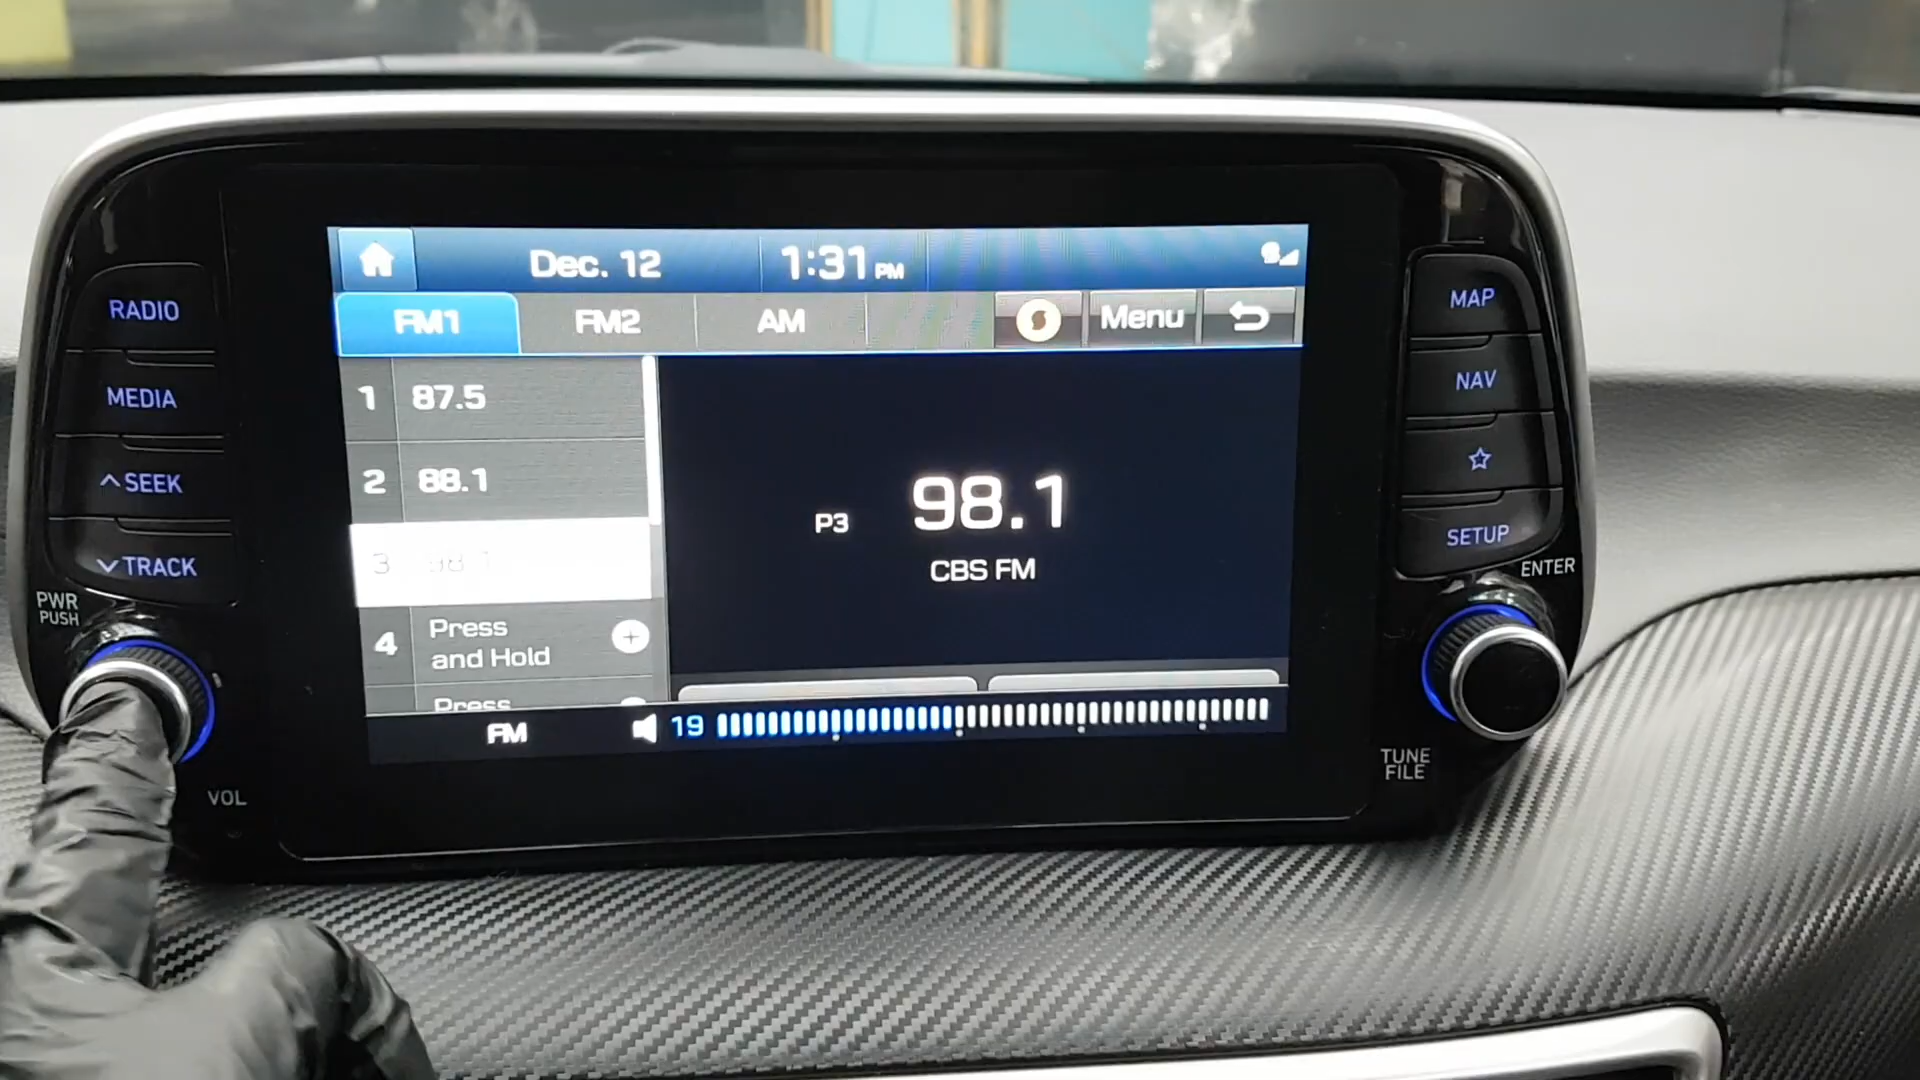 Dec. 12
1:31 PM
FM1
FM2
AM
Menu
1 87.5
2 88.1
3 98.1
4 Press
and Hold
Press
P3 98.1
CBS FM
FM
19
RADIO
MEDIA
SEEK
TRACK
PWR
PUSH
VOL
MAP
NAV
SETUP
ENTER
TUNE
FILE